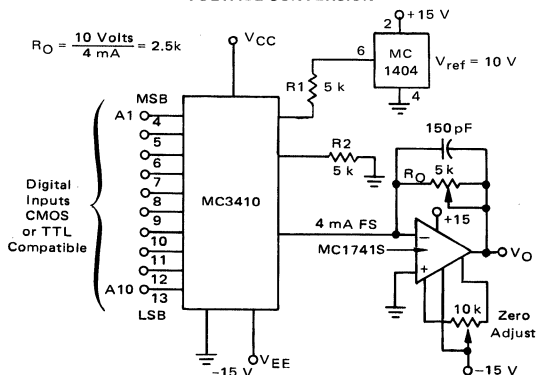 R_O = 10 Volts / 4 mA = 2.5k
V_CC
+15 V
2
6
MC
1404
V_ref = 10 V
4
R1
5 k
MSB
A1
4
5
6
7
8
9
10
11
12
A10
13
LSB
Digital
Inputs
CMOS
or TTL
Compatible
MC3410
R2
5 k
150 pF
R_O
5 k
4 mA FS
+15
MC1741S
−
+
V_O
10 k
Zero
Adjust
-15 V
V_EE
-15 V